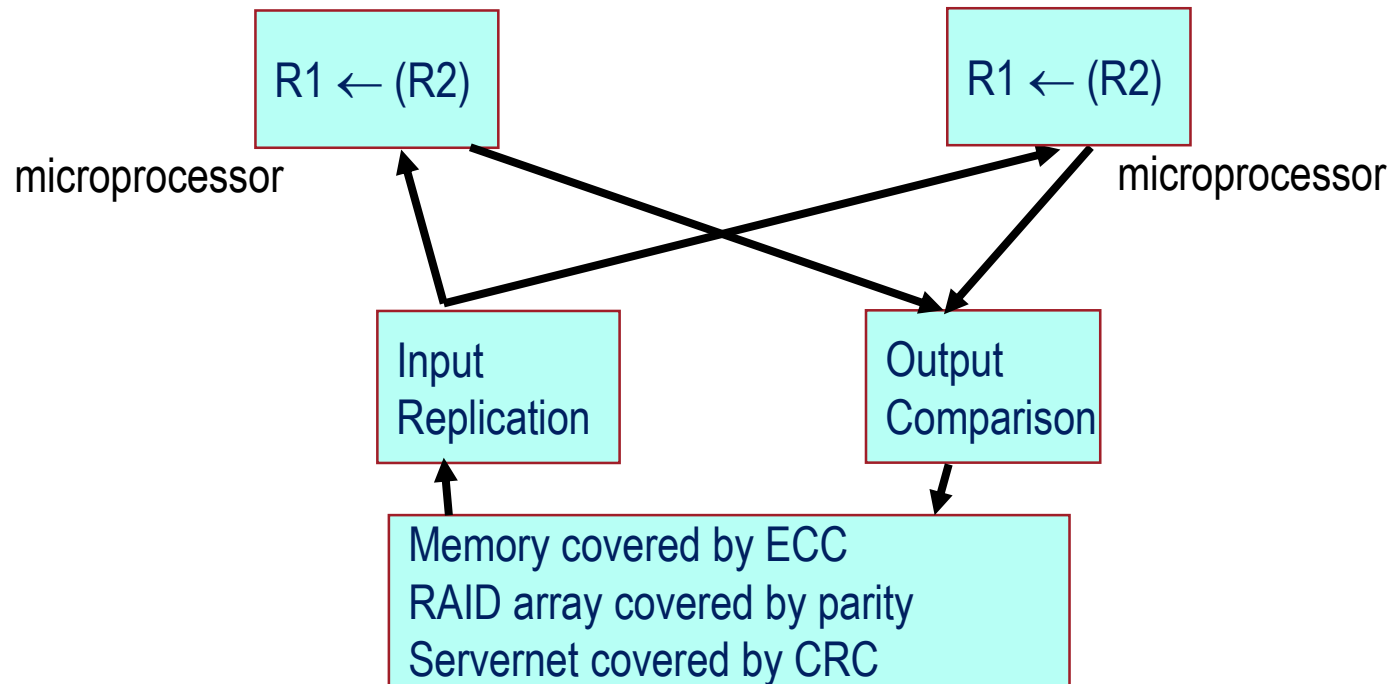 R1 ← (R2)
R1 ← (R2)
microprocessor
microprocessor
Input
Replication
Output
Comparison
Memory covered by ECC
RAID array covered by parity
Servernet covered by CRC